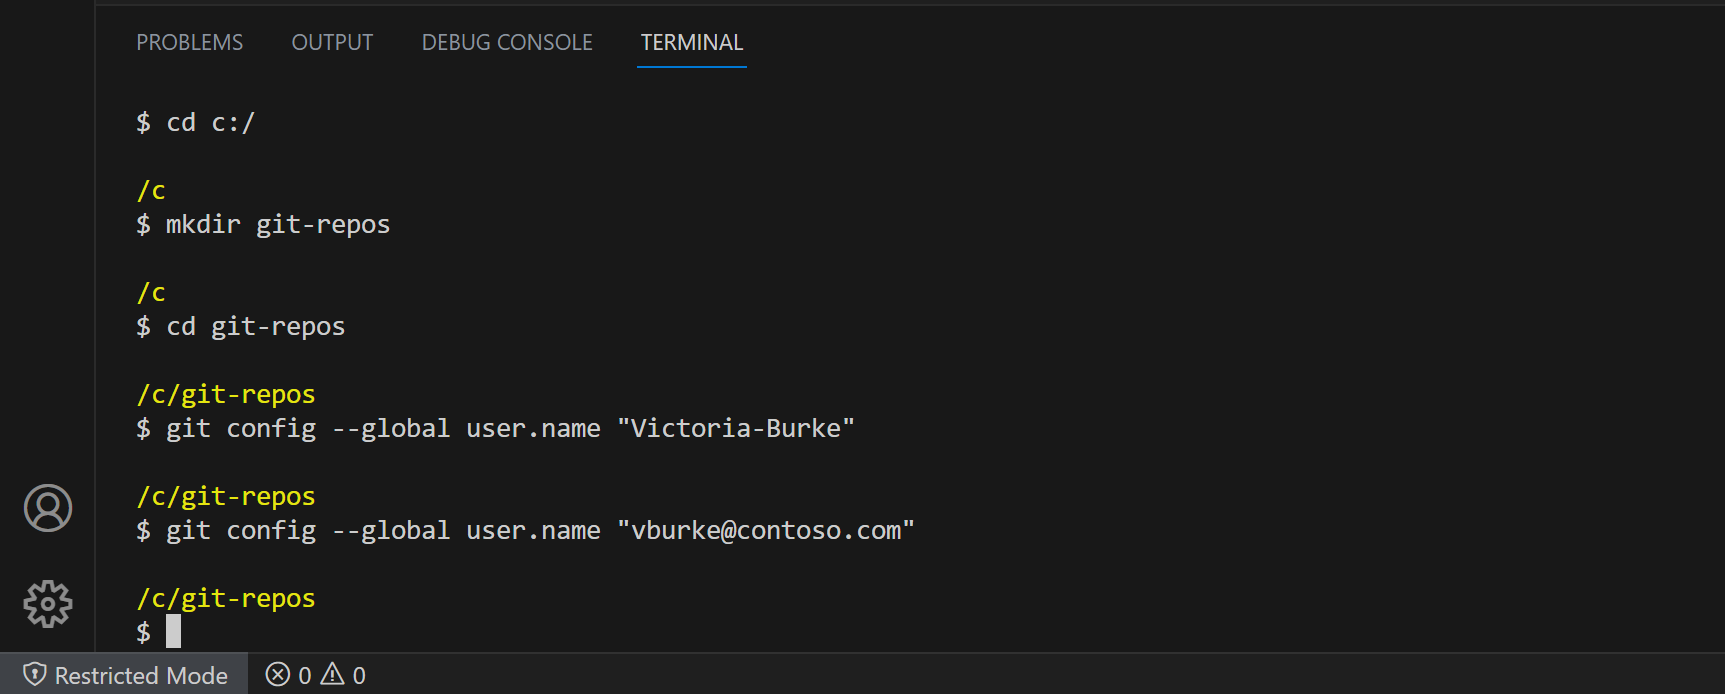 PROBLEMS OUTPUT DEBUG CONSOLE TERMINAL
$ cd c:/
/c
$ mkdir git-repos
/c
$ cd git-repos
/c/git-repos
$ git config --global user.name "Victoria-Burke"
/c/git-repos
$ git config --global user.name "vburke@contoso.com"
/c/git-repos
$
Restricted Mode 0 0